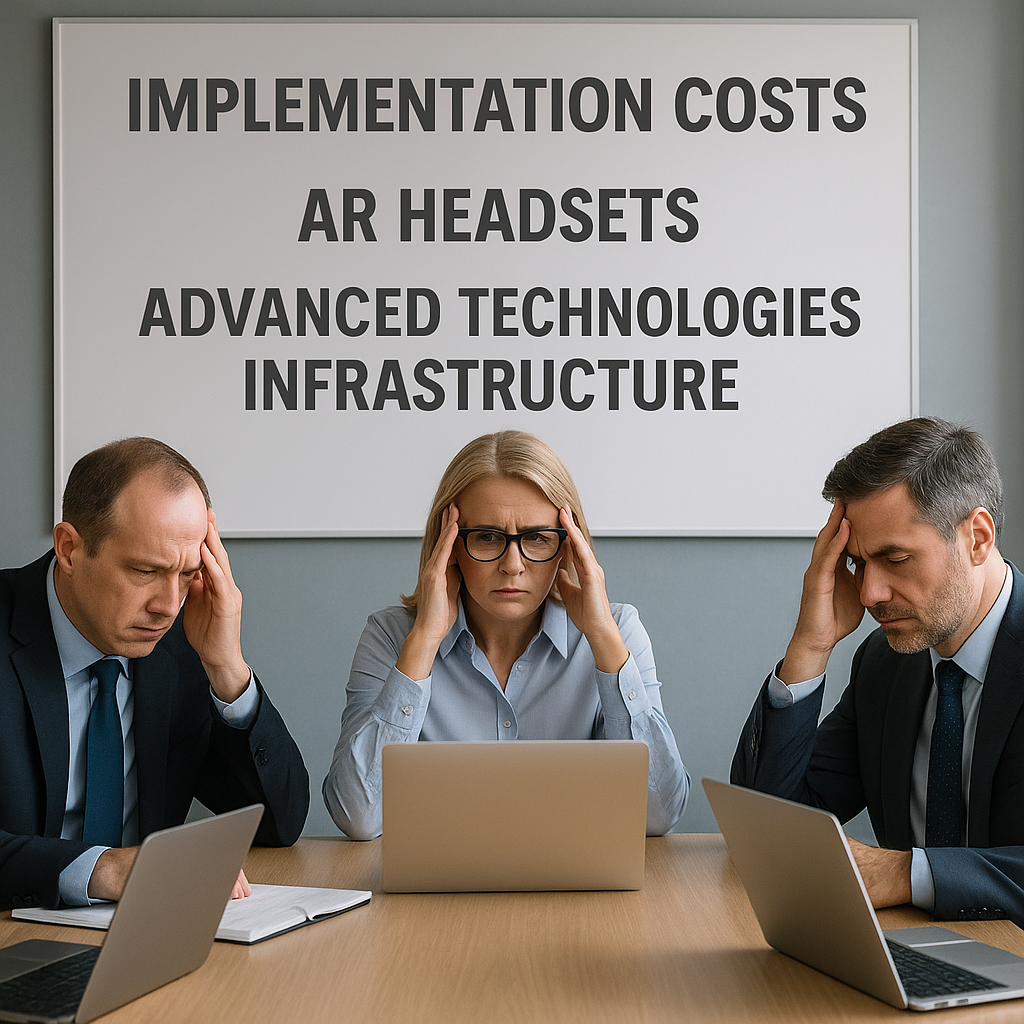 IMPLEMENTATION COSTS
AR HEADSETS
ADVANCED TECHNOLOGIES
INFRASTRUCTURE